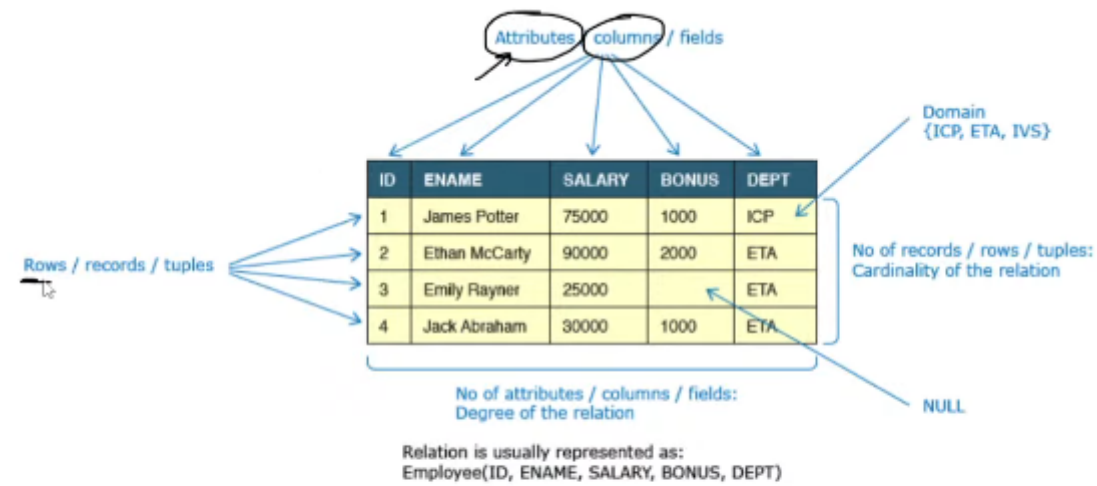 Attributes columns / fields
Domain
{ICP, ETA, IVS}
ID ENAME SALARY BONUS DEPT
1 James Potter 75000 1000 ICP
2 Ethan McCarty 90000 2000 ETA
3 Emily Rayner 25000 ETA
4 Jack Abraham 30000 1000 ETA
Rows / records / tuples
No of records / rows / tuples:
Cardinality of the relation
No of attributes / columns / fields:
Degree of the relation
NULL
Relation is usually represented as:
Employee(ID, ENAME, SALARY, BONUS, DEPT)